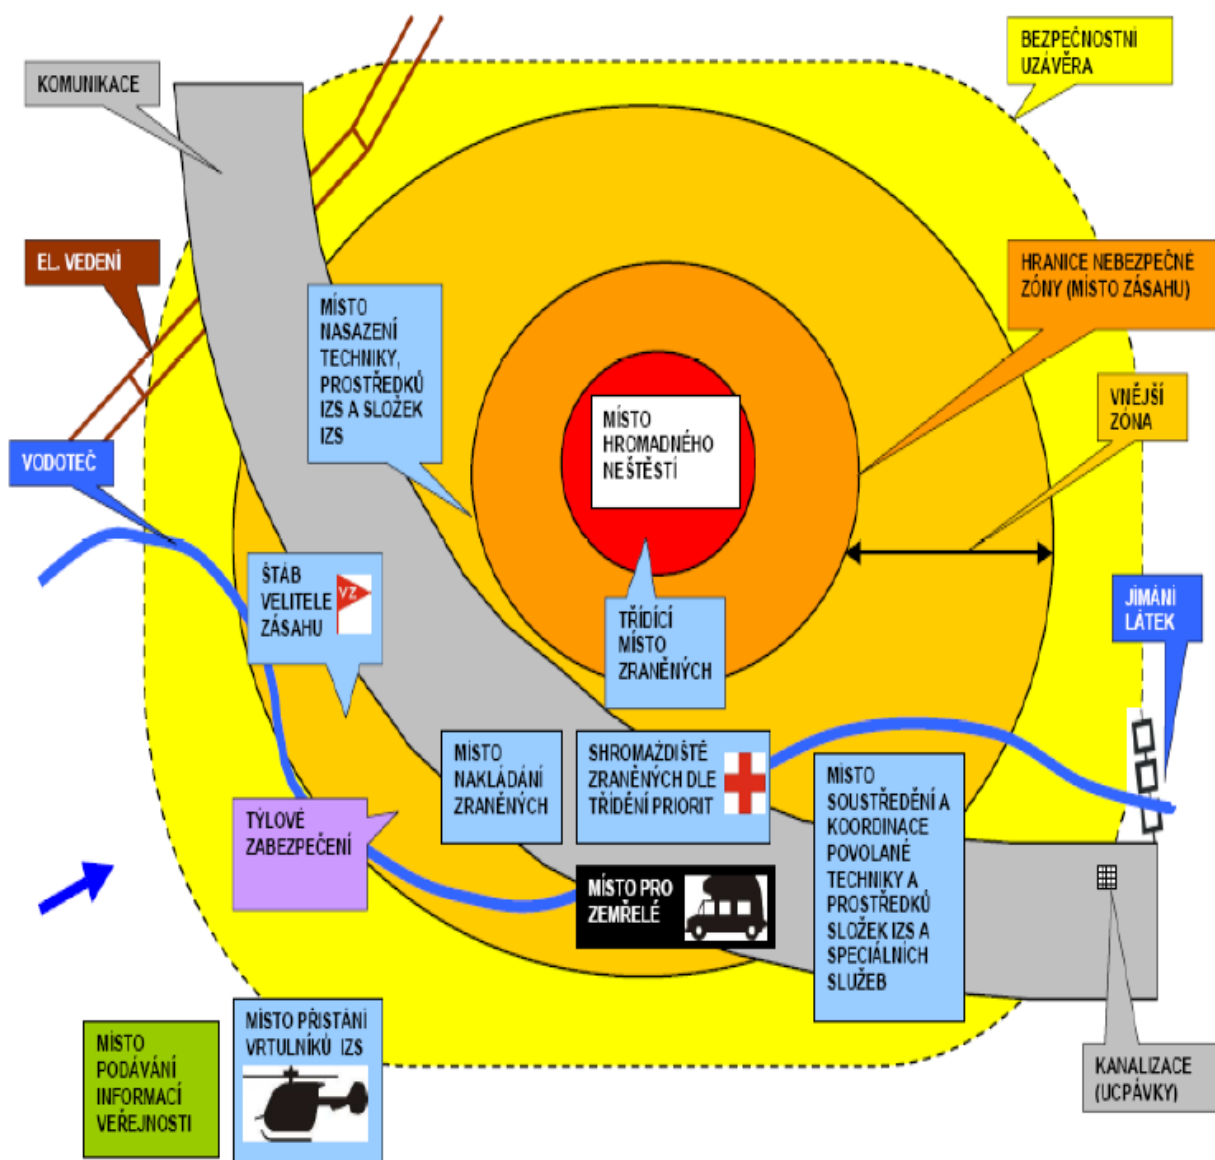 BEZPEČNOSTNÍ
UZÁVĚRA
KOMUNIKACE
EL. VEDENÍ
HRANICE NEBEZPEČNÉ
ZÓNY (MÍSTO ZÁSAHU)
MÍSTO
NASAZENÍ
TECHNIKY,
PROSTŘEDKŮ
IZS A SLOŽEK
IZS
VNĚJŠÍ
ZÓNA
MÍSTO
HROMADNÉHO
NEŠTĚSTÍ
VODOTEČ
ŠTÁB
VELITELE
ZÁSAHU
VZ
TŘÍDÍCÍ
MÍSTO
ZRANĚNÝCH
JÍMÁNÍ
LÁTEK
MÍSTO
NAKLÁDÁNÍ
ZRANĚNÝCH
SHROMAŽDIŠTĚ
ZRANĚNÝCH DLE
TŘÍDĚNÍ PRIORIT
MÍSTO
SOUSTŘEDĚNÍ A
KOORDINACE
POVOLANÉ
TECHNIKY A
PROSTŘEDKŮ
SLOŽEK IZS A
SPECIÁLNÍCH
SLUŽEB
TÝLOVÉ
ZABEZPEČENÍ
MÍSTO PRO
ZEMŘELÉ
MÍSTO PŘISTÁNÍ
VRTULNÍKŮ IZS
MÍSTO
PODÁVÁNÍ
INFORMACÍ
VEŘEJNOSTI
KANALIZACE
(UCPÁVKY)